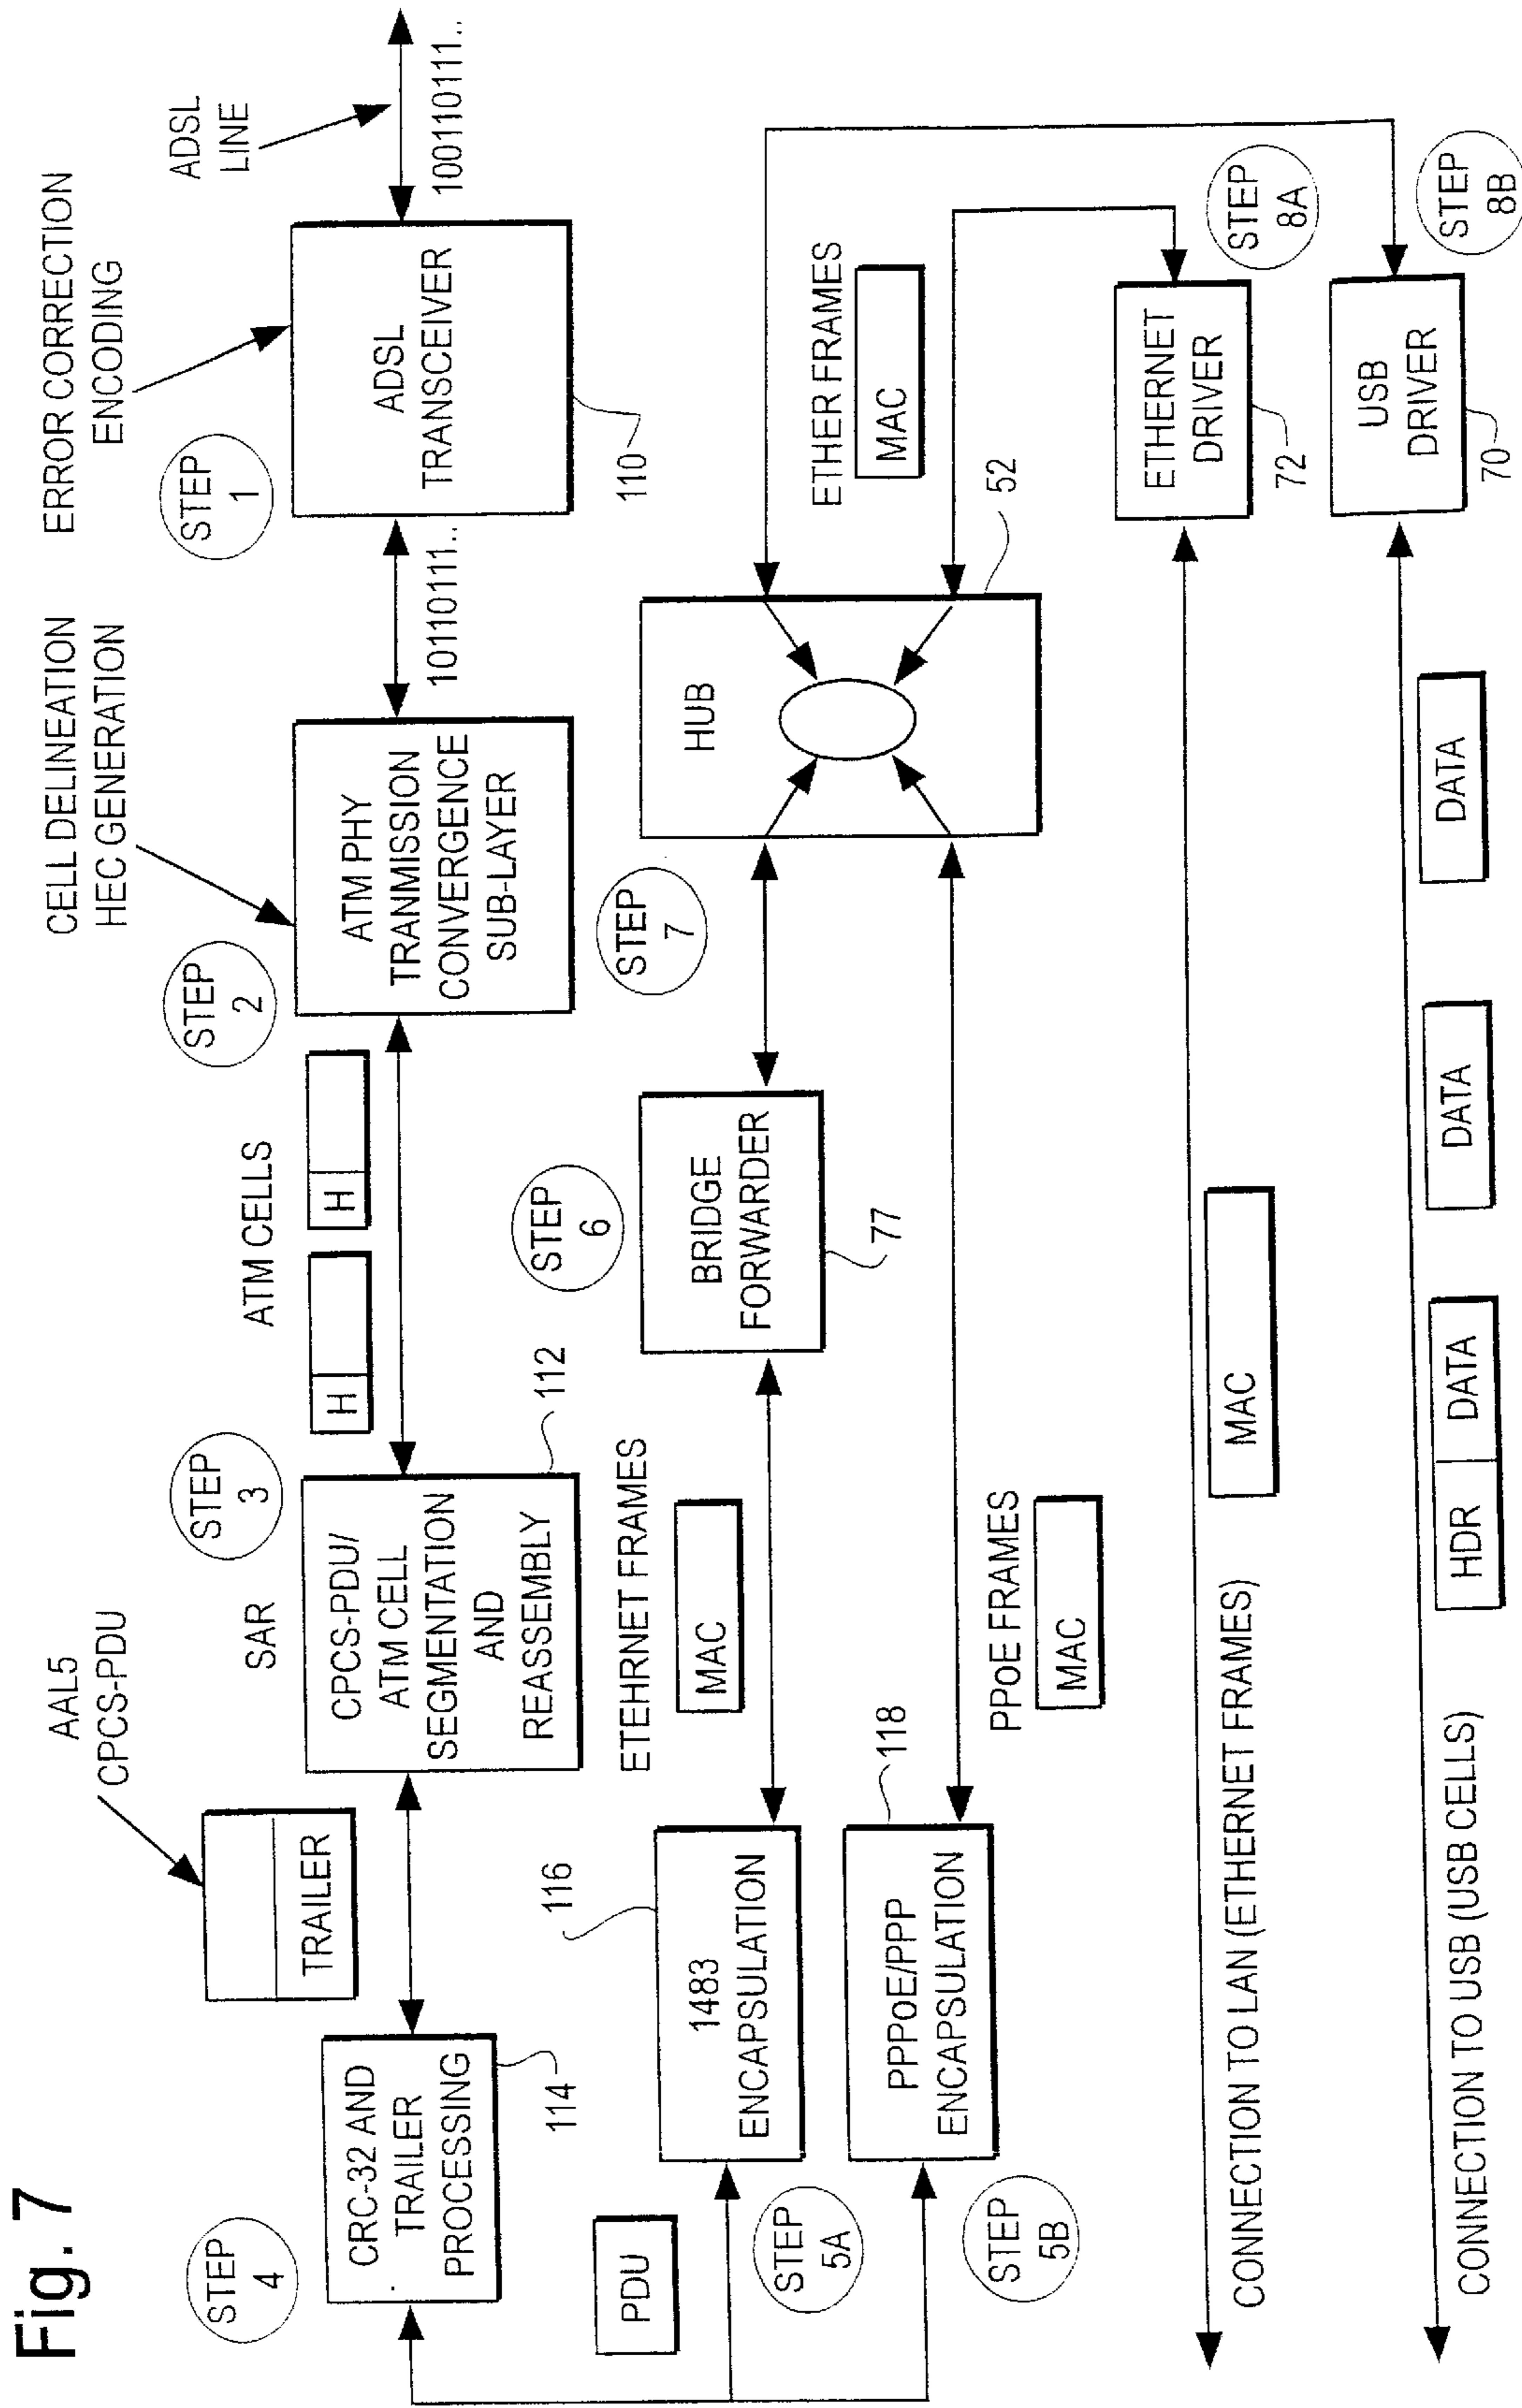 Fig. 7
AAL5
CPCS-PDU
CELL DELINEATION
HEC GENERATION
ERROR CORRECTION
ENCODING
ADSL
LINE
STEP
4
TRAILER
SAR
STEP
3
ATM CELLS
H
H
STEP
2
STEP
1
CRC-32 AND
TRAILER
PROCESSING
114
CPCS-PDU/
ATM CELL
SEGMENTATION
AND
REASSEMBLY
112
ATM PHY
TRANMISSION
CONVERGENCE
SUB-LAYER
10110111..
ADSL
TRANSCEIVER
110
100110111..
PDU
STEP
5A
116
1483
ENCAPSULATION
ETEHRNET FRAMES
MAC
STEP
6
BRIDGE
FORWARDER
77
STEP
7
HUB
52
ETHER FRAMES
MAC
STEP
5B
PPPoE/PPP
ENCAPSULATION
118
PPoE FRAMES
MAC
ETHERNET
DRIVER
72
STEP
8A
CONNECTION TO LAN (ETHERNET FRAMES)
MAC
USB
DRIVER
70
STEP
8B
CONNECTION TO USB (USB CELLS)
HDR
DATA
DATA
DATA